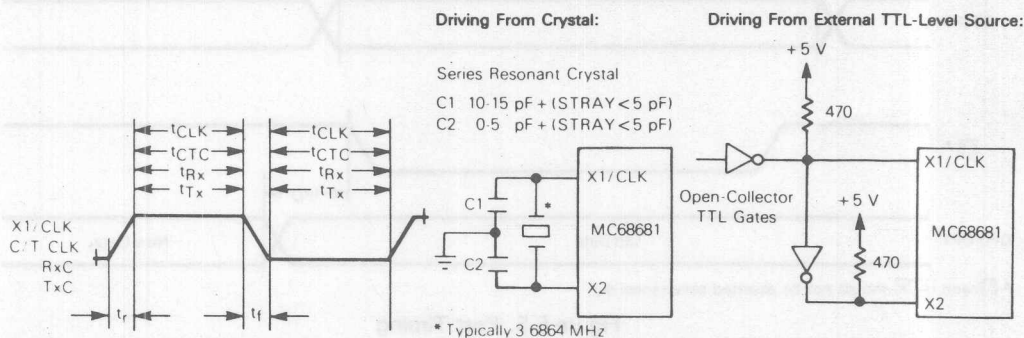 Driving From Crystal:
Driving From External TTL-Level Source:
Series Resonant Crystal
C1 10-15 pF + (STRAY < 5 pF)
C2 0-5 pF + (STRAY < 5 pF)
tCLK
tCTC
tRx
tTx
tCLK
tCTC
tRx
tTx
X1/CLK
C/T CLK
RxC
TxC
tr
tf
C1
C2
*
X1/CLK
MC68681
X2
* Typically 3 6864 MHz
+5 V
470
Open-Collector
TTL Gates
+5 V
470
X1/CLK
MC68681
X2